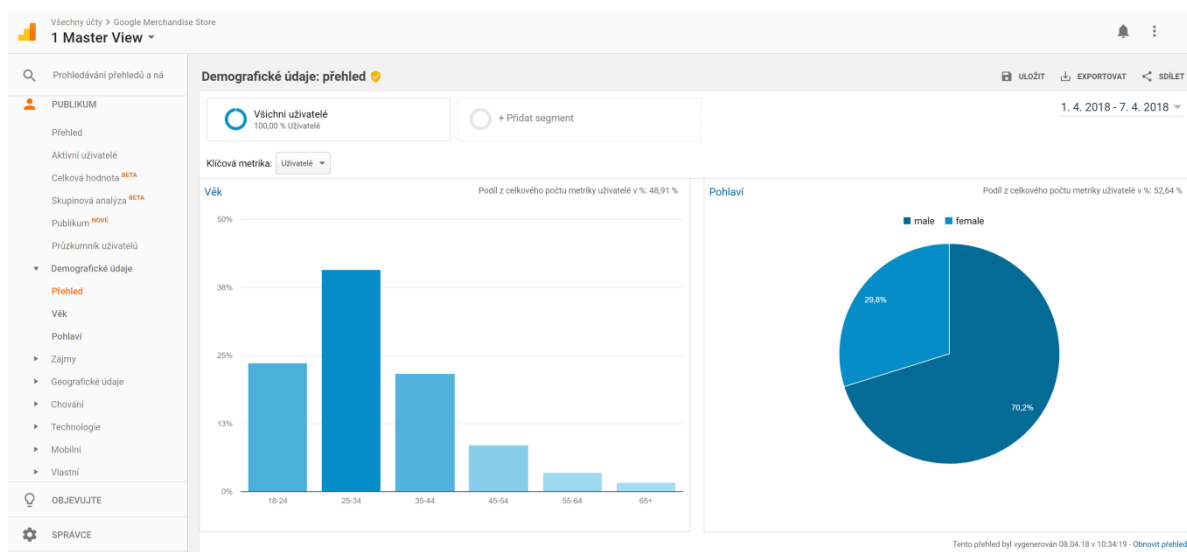 Všechny účty > Google Merchandise Store
1 Master View
Prohledávání přehledů a ná
PUBLIKUM
Přehled
Aktivní uživatelé
Celková hodnota BETA
Skupinová analýza BETA
Publikum NOVÉ
Průzkumník uživatelů
Demografické údaje
Přehled
Věk
Pohlaví
Zájmy
Geografické údaje
Chování
Technologie
Mobilní
Vlastní
OBJEVUJTE
SPRÁVCE
Demografické údaje: přehled
ULOŽIT EXPORTOVAT SDÍLET
Všichni uživatelé
100,00 % Uživatelé
+ Přidat segment
1. 4. 2018 - 7. 4. 2018
Klíčová metrika: Uživatelé
Věk
Podíl z celkového počtu metriky uživatelé v %: 48,91 %
50%
38%
25%
13%
0%
18-24 25-34 35-44 45-54 55-64 65+
Pohlaví
Podíl z celkového počtu metriky uživatelé v %: 52,64 %
male female
29,8%
70,2%
Tento přehled byl vygenerován 08.04.18 v 10:34:19 - Obnovit přehled